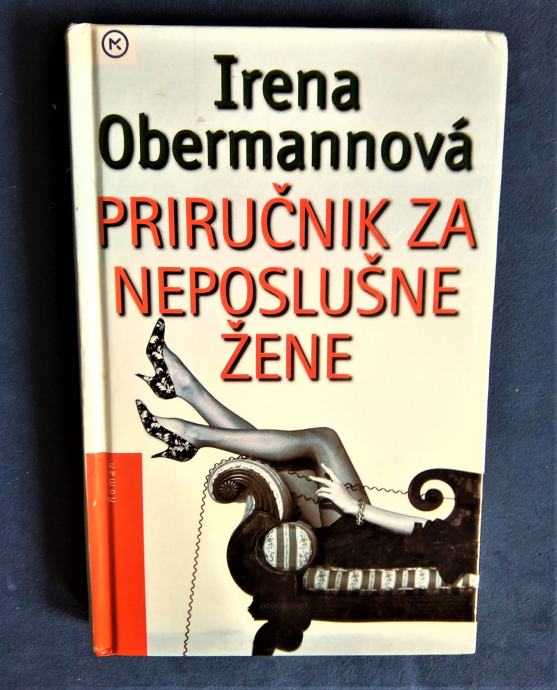 Irena
Obermannová
PRIRUČNIK ZA
NEPOSLUŠNE
ŽENE
Roman